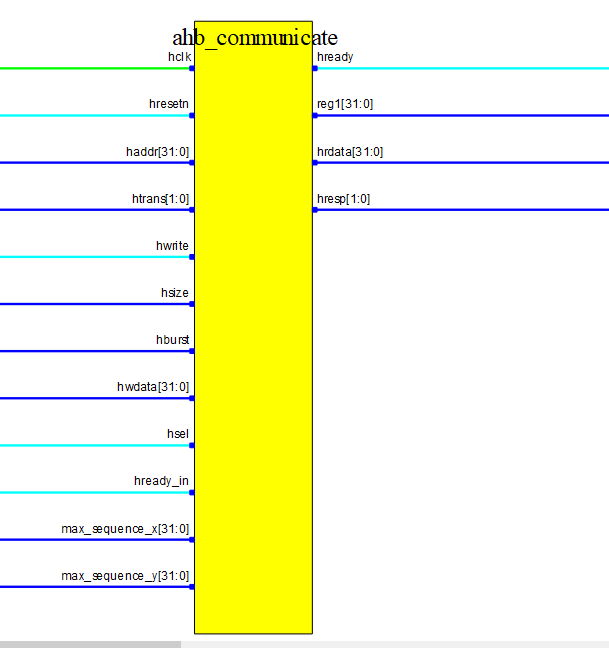 ahb_communicate
hclk
hready
hresetn
reg1[31:0]
haddr[31:0]
hrdata[31:0]
htrans[1:0]
hresp[1:0]
hwrite
hsize
hburst
hwdata[31:0]
hsel
hready_in
max_sequence_x[31:0]
max_sequence_y[31:0]